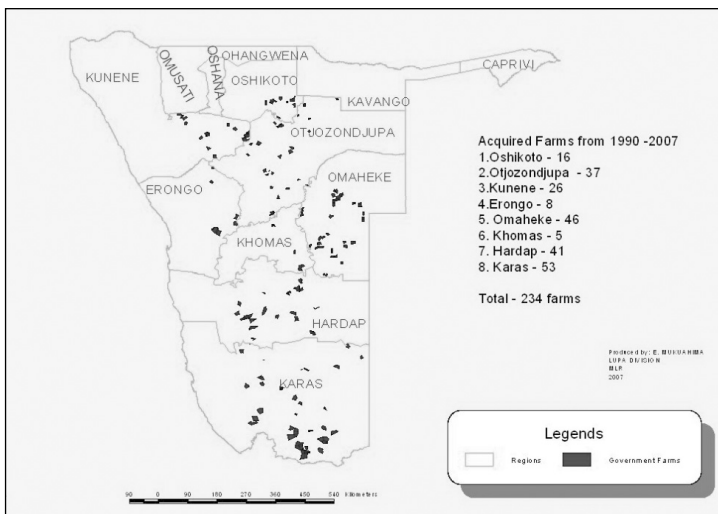 OHANGWENA
OMUSATI
OSHANA
CAPRIVI
KUNENE
OSHIKOTO
KAVANGO
OTJOZONDJUPA
OMAHEKE
ERONGO
KHOMAS
HARDAP
KARAS
Acquired Farms from 1990 -2007
1.Oshikoto - 16
2.Otjozondjupa - 37
3.Kunene - 26
4.Erongo - 8
5. Omaheke - 46
6. Khomas - 5
7. Hardap - 41
8. Karas - 53
Total - 234 farms
Produced by: E. MUKUAHIMA
LUPA DIVISION
MLR
2007
Legends
Regions
Government Farms
90 0 90 180 270 360 450 540 kilometers